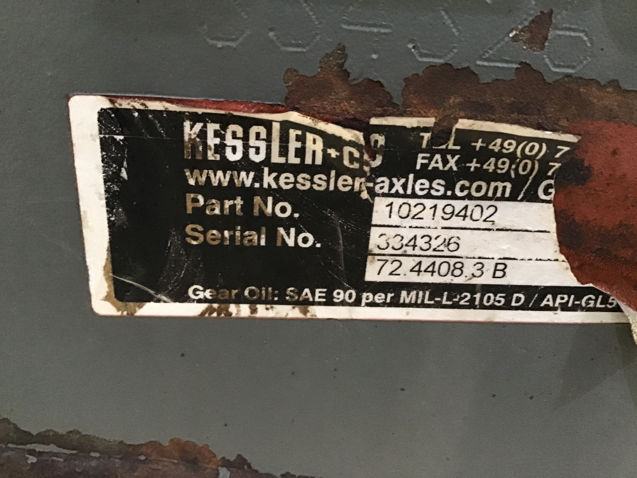 334326
KESSLER+CO TEL +49(0) 7
FAX +49(0) 7
www.kessler-axles.com / G
Part No. 10219402
Serial No. 334326
72.4408.3 B
Gear Oil: SAE 90 per MIL-L-2105 D / API-GL5